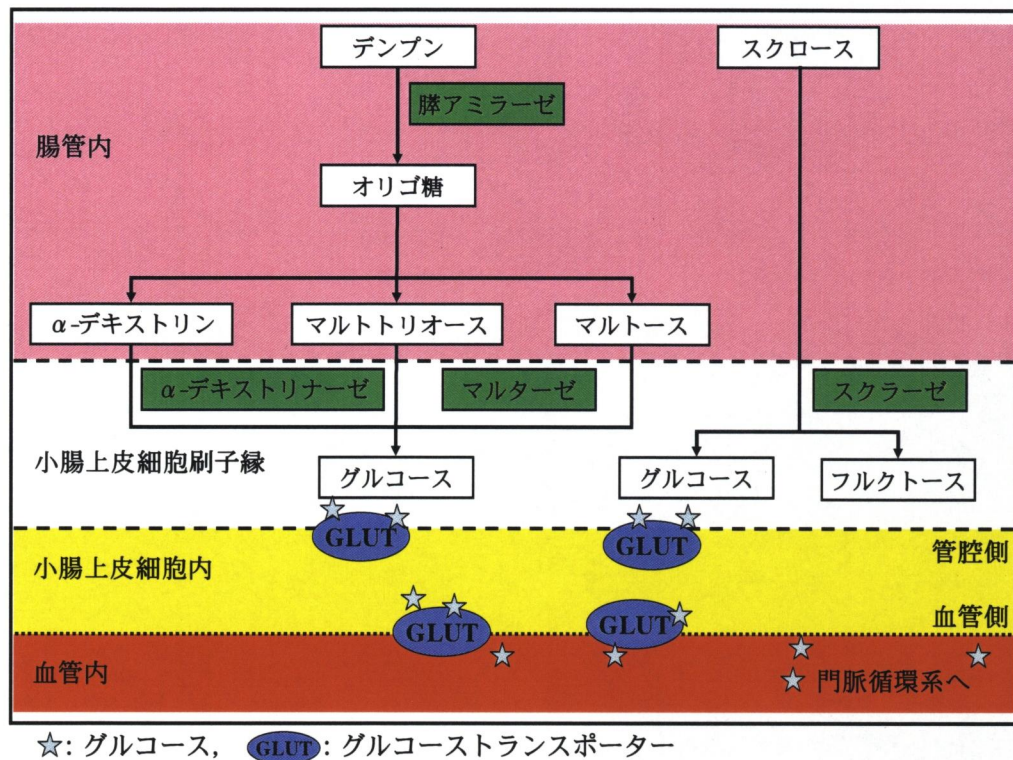 デンプン
スクロース
膵アミラーゼ
腸管内
オリゴ糖
α-デキストリン
マルトトリオース
マルトース
α-デキストリナーゼ
マルターゼ
スクラーゼ
小腸上皮細胞刷子縁
グルコース
グルコース
フルクトース
GLUT
GLUT
管腔側
小腸上皮細胞内
血管側
GLUT
GLUT
血管内
門脈循環系へ
☆: グルコース, GLUT : グルコーストランスポーター